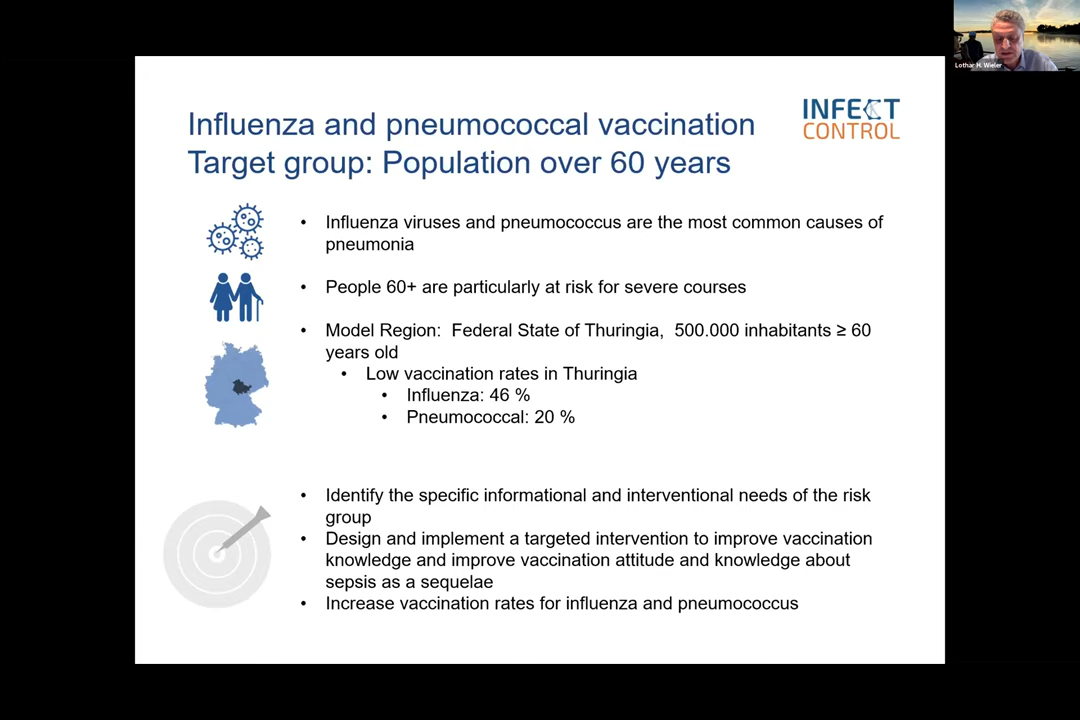 Lothar H. Wieler
INFECT
CONTROL
Influenza and pneumococcal vaccination
Target group: Population over 60 years
• Influenza viruses and pneumococcus are the most common causes of
pneumonia
• People 60+ are particularly at risk for severe courses
• Model Region: Federal State of Thuringia, 500.000 inhabitants ≥ 60
years old
• Low vaccination rates in Thuringia
• Influenza: 46 %
• Pneumococcal: 20 %
• Identify the specific informational and interventional needs of the risk
group
• Design and implement a targeted intervention to improve vaccination
knowledge and improve vaccination attitude and knowledge about
sepsis as a sequelae
• Increase vaccination rates for influenza and pneumococcus